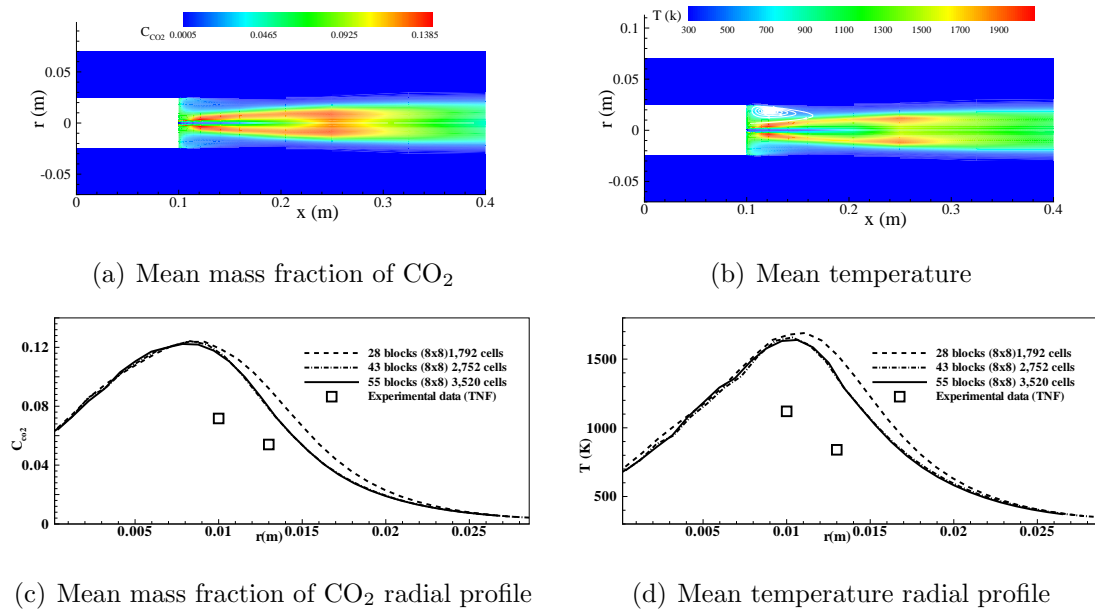 C_CO2 0.0005 0.0465 0.0925 0.1385
r (m)
0.05
0
-0.05
0 0.1 0.2 0.3 0.4
x (m)
T (k) 300 500 700 900 1100 1300 1500 1700 1900
r (m)
0.1
0.05
0
-0.05
0 0.1 0.2 0.3 0.4
x (m)
(a) Mean mass fraction of CO₂
(b) Mean temperature
C_co2
0.12
0.08
0.04
0
28 blocks (8x8)1,792 cells
43 blocks (8x8) 2,752 cells
55 blocks (8x8) 3,520 cells
Experimental data (TNF)
0.005 0.01 0.015 0.02 0.025
r(m)
T (K)
1500
1000
500
28 blocks (8x8)1,792 cells
43 blocks (8x8) 2,752 cells
55 blocks (8x8) 3,520 cells
Experimental data (TNF)
0.005 0.01 0.015 0.02 0.025
r(m)
(c) Mean mass fraction of CO₂ radial profile
(d) Mean temperature radial profile